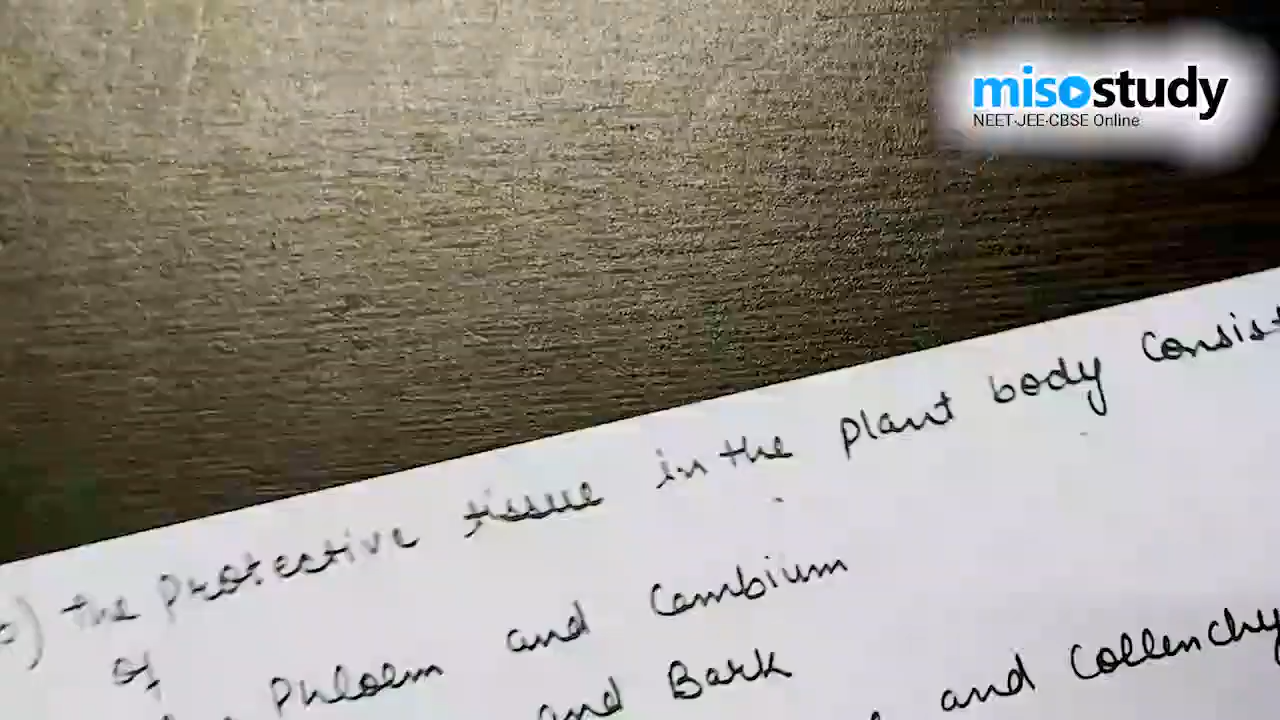 misostudy
NEET-JEE-CBSE Online
the protective tissue in the plant body Consist
of
Phloem and Cambium
and Bark
and Collenchy